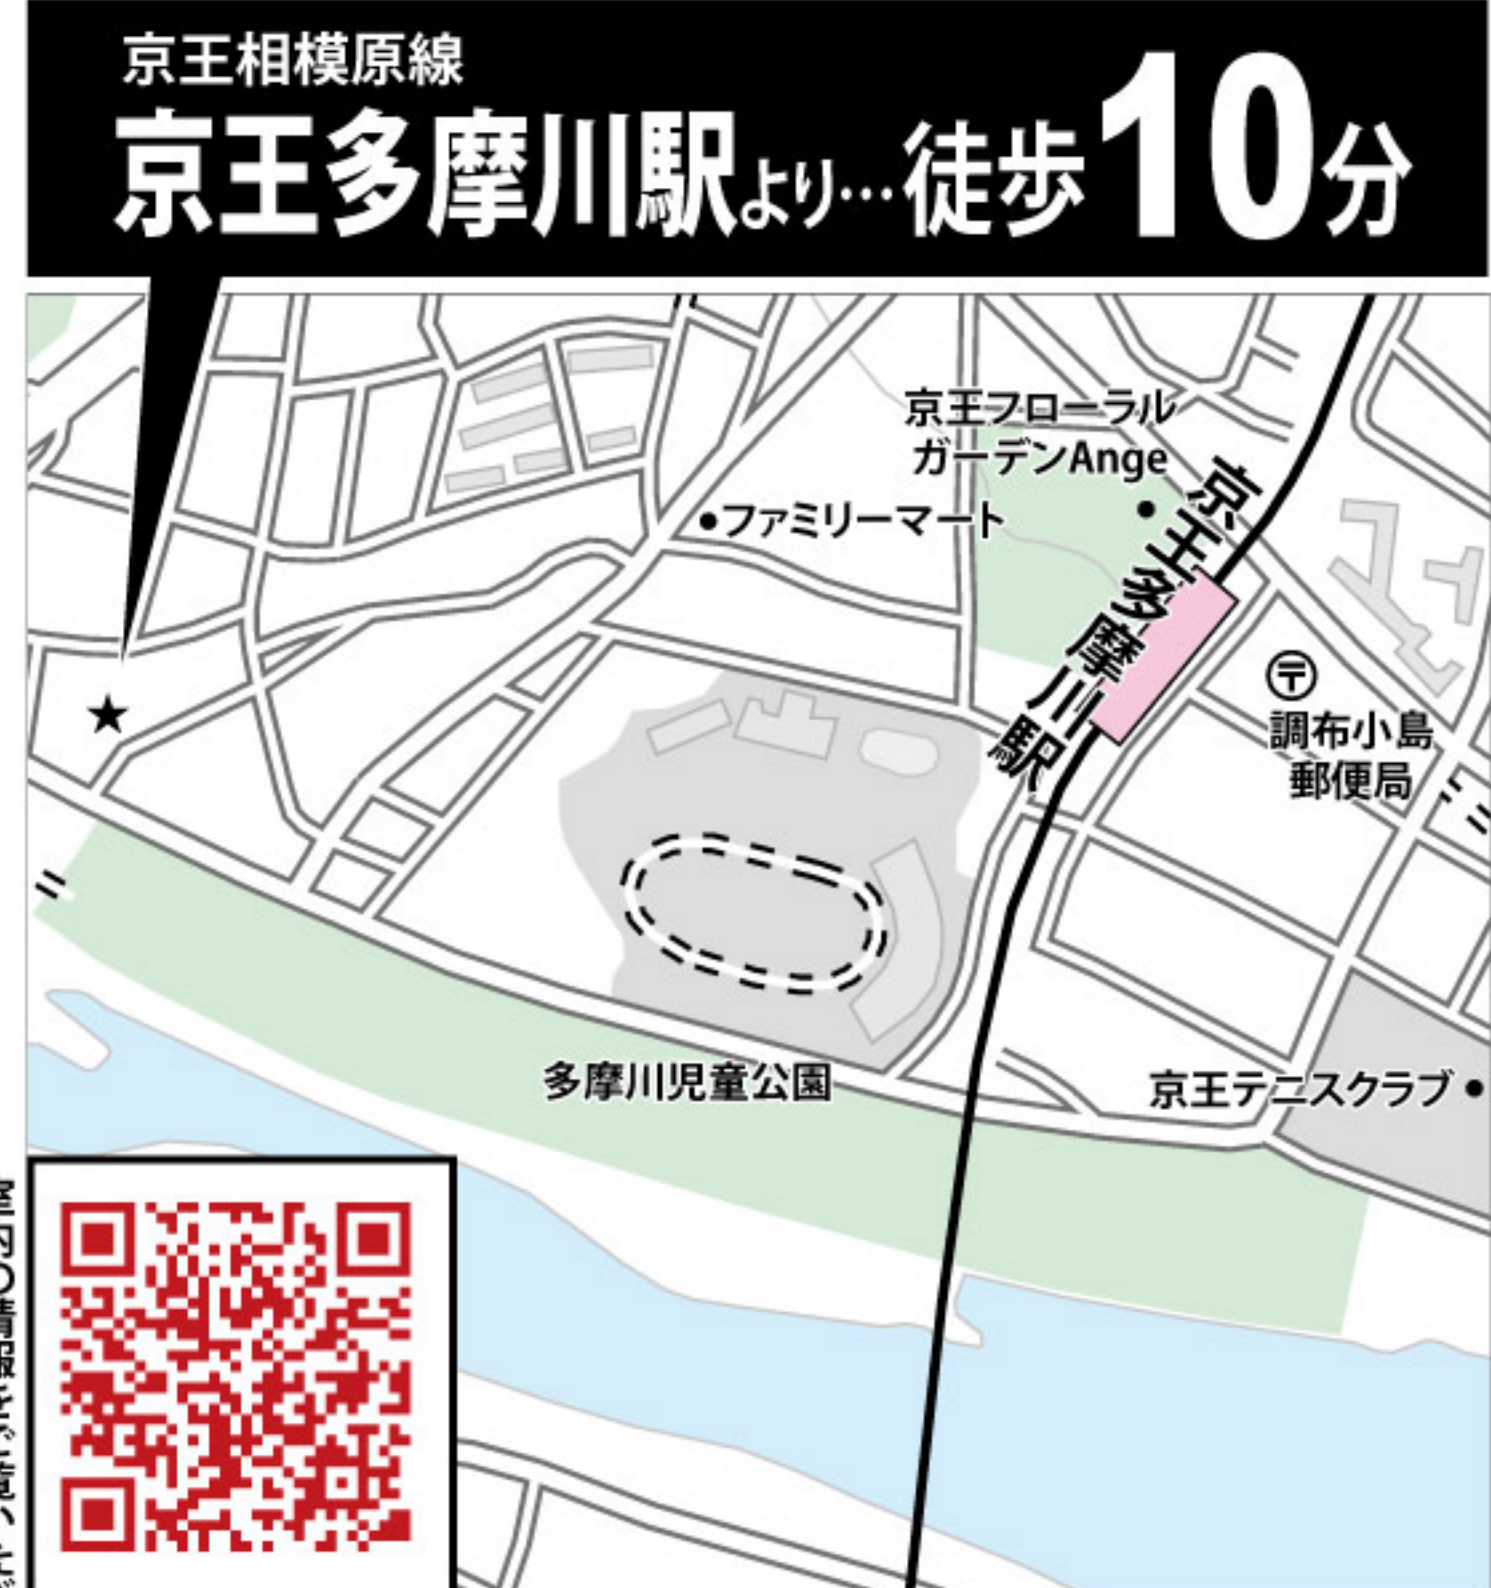 京王相模原線
京王多摩川駅より…徒歩10分
京王フローラル
ガーデンAnge
•ファミリーマート
京王多摩川駅
〒
調布小島
郵便局
多摩川児童公園
京王テニスクラブ•